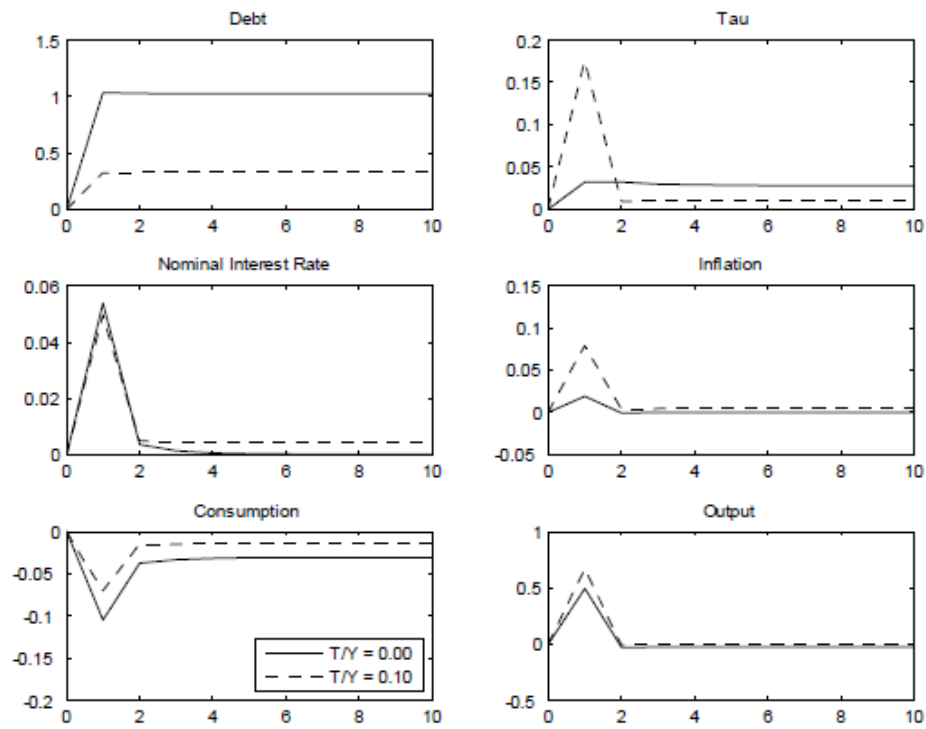 Debt
Tau
1.5
1
0.5
0
0 2 4 6 8 10
0.2
0.15
0.1
0.05
0
0 2 4 6 8 10
Nominal Interest Rate
Inflation
0.06
0.04
0.02
0
0 2 4 6 8 10
0.15
0.1
0.05
0
-0.05
0 2 4 6 8 10
Consumption
Output
0
-0.05
-0.1
-0.15
-0.2
0 2 4 6 8 10
T/Y = 0.00
T/Y = 0.10
1
0.5
0
-0.5
0 2 4 6 8 10